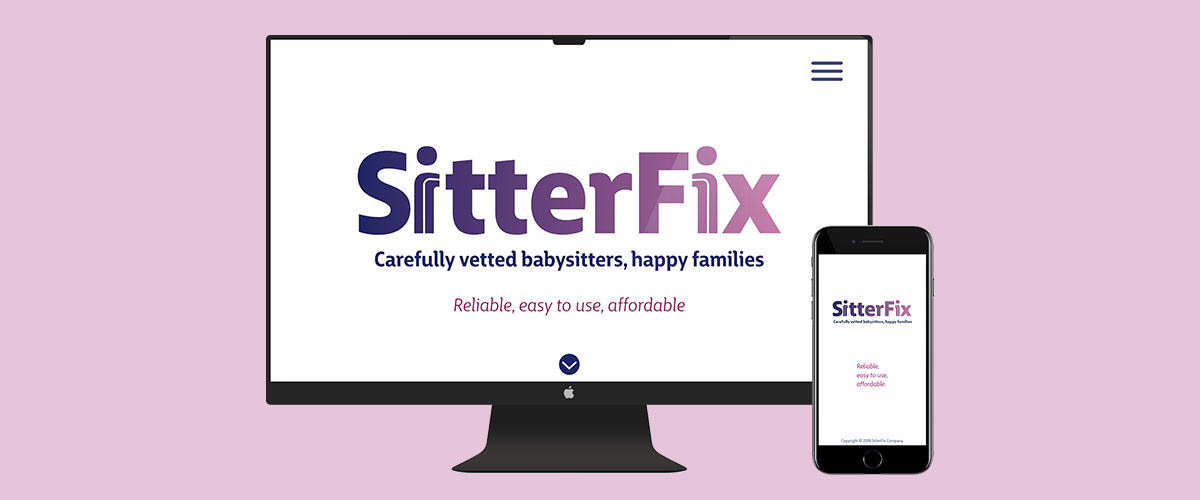 SitterFix
Carefully vetted babysitters, happy families
Reliable, easy to use, affordable
SitterFix
Carefully vetted babysitters, happy families
Reliable,
easy to use,
affordable.
Copyright © 2018 SitterFix Company